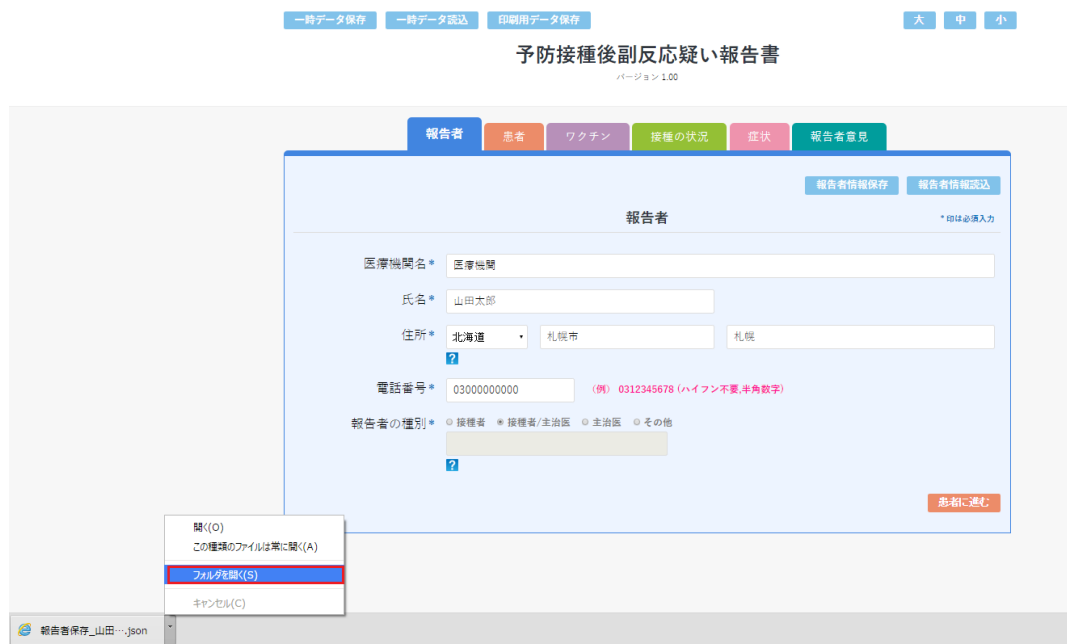 一時データ保存 一時データ読込 印刷用データ保存 大 中 小
予防接種後副反応疑い報告書
バージョン 1.00
報告者 患者 ワクチン 接種の状況 症状 報告者意見
報告者情報保存 報告者情報読込
報告者
* 印は必須入力
医療機関名* 医療機関
氏名* 山田太郎
住所* 北海道 札幌市 札幌
?
電話番号* 03000000000 (例) 0312345678 (ハイフン不要,半角数字)
報告者の種別* 接種者 接種者/主治医 主治医 その他
?
患者に進む
開く(O)
この種類のファイルは常に開く(A)
フォルダを開く(S)
キャンセル(C)
報告者保存_山田….json